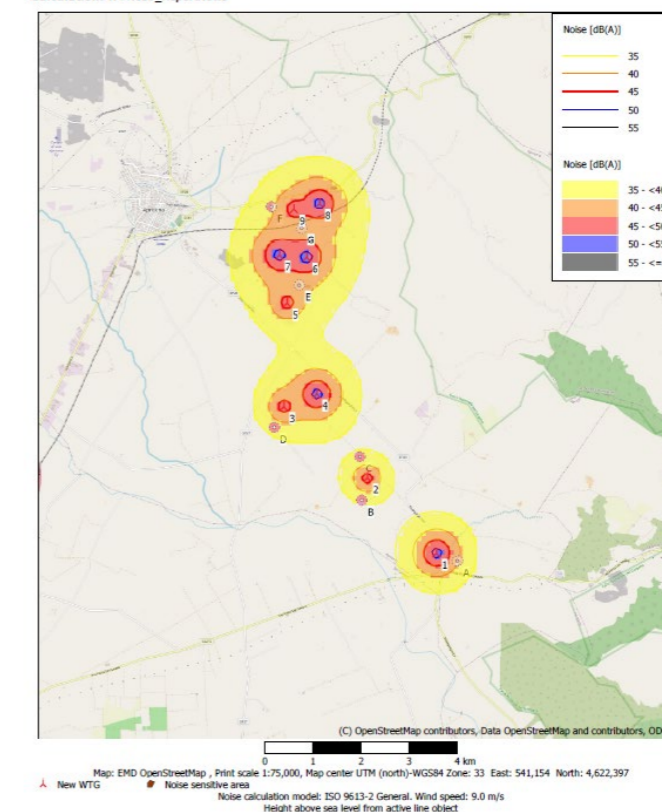 Noise [dB(A)]
35
40
45
50
55
Noise [dB(A)]
35 - <40
40 - <45
45 - <50
50 - <55
55 - <=
F
9
8
G
7
6
E
5
4
3
D
C
2
B
1
A
(C) OpenStreetMap contributors, Data OpenStreetMap and contributors, OD
0 1 2 3 4 km
Map: EMD OpenStreetMap , Print scale 1:75,000, Map center UTM (north)-WGS84 Zone: 33 East: 541,154 North: 4,622,397
New WTG Noise sensitive area
Noise calculation model: ISO 9613-2 General. Wind speed: 9.0 m/s
Height above sea level from active line object